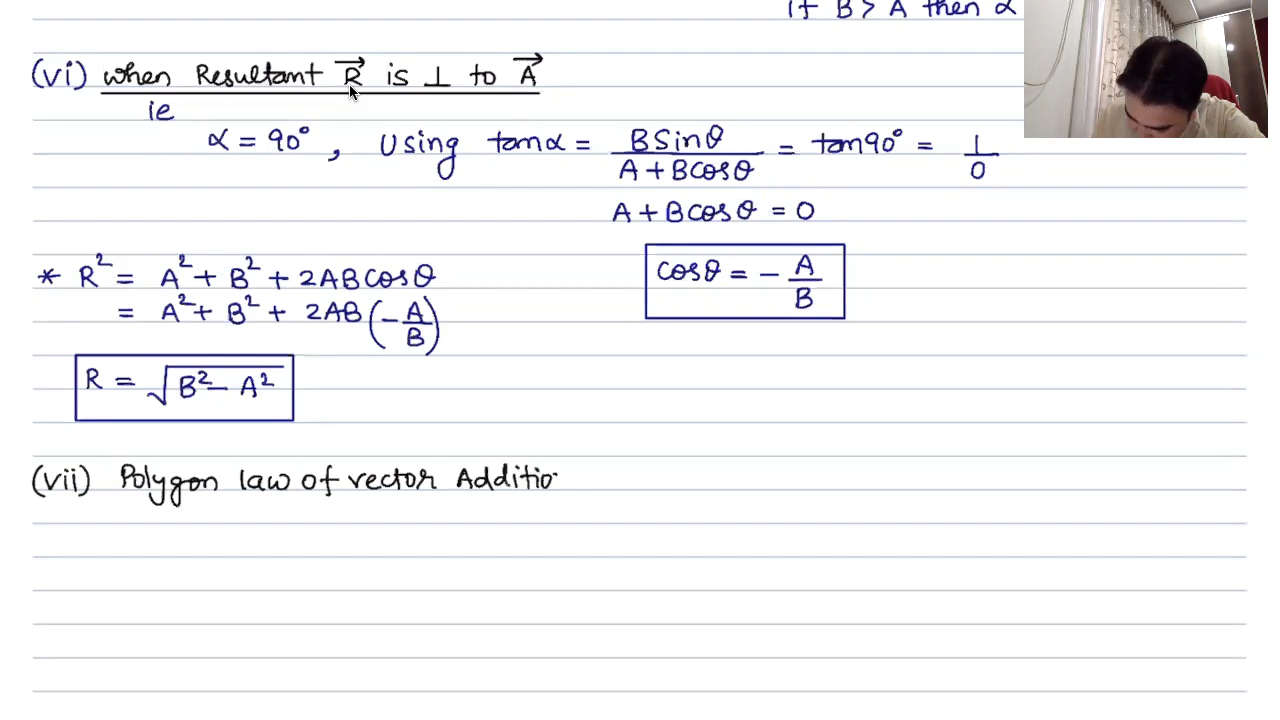 If B > A then α
(vi) when Resultant R⃗ is ⊥ to A⃗
ie
α = 90° , Using tanα = BSinθ / A + Bcosθ = tan90° = 1/0
A + Bcosθ = 0
* R² = A² + B² + 2ABcosθ
= A² + B² + 2AB (-A/B)
cosθ = - A/B
R = √B² - A²
(vii) Polygon law of vector Additio